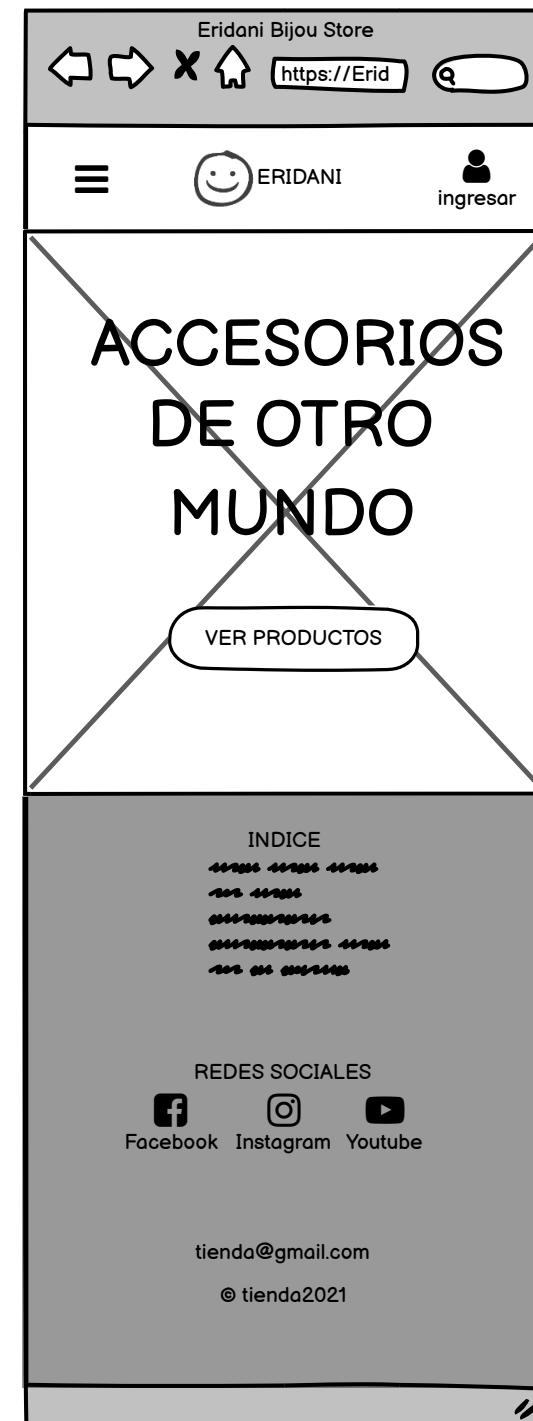 Eridani Bijou Store
https://Erid
ERIDANI
ingresar
ACCESORIOS
DE OTRO
MUNDO
VER PRODUCTOS
INDICE
REDES SOCIALES
Facebook Instagram Youtube
tienda@gmail.com
© tienda2021